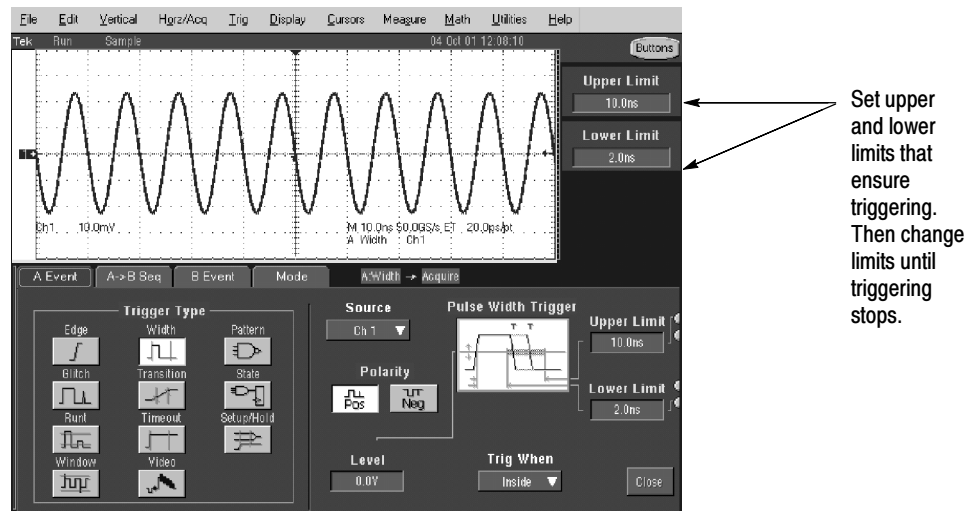 File Edit Vertical Horz/Acq Trig Display Cursors Measure Math Utilities Help
Tek Run Sample 04 Oct 01 12:08:10
Buttons
Upper Limit
10.0ns
Lower Limit
2.0ns
Set upper
and lower
limits that
ensure
triggering.
Then change
limits until
triggering
stops.
1
Ch1 10.0mV M 10.0ns 50.0GS/s ET 20.0ps/pt
A Width Ch1
A Event A->B Seq B Event Mode A:Width → Acquire
Trigger Type
Edge Width Pattern
Glitch Transition State
Runt Timeout Setup/Hold
Window Video
Source
Ch 1
Polarity
Pos Neg
Level
0.0V
Pulse Width Trigger
T T
Upper Limit
10.0ns
Lower Limit
2.0ns
Trig When
Inside
Close